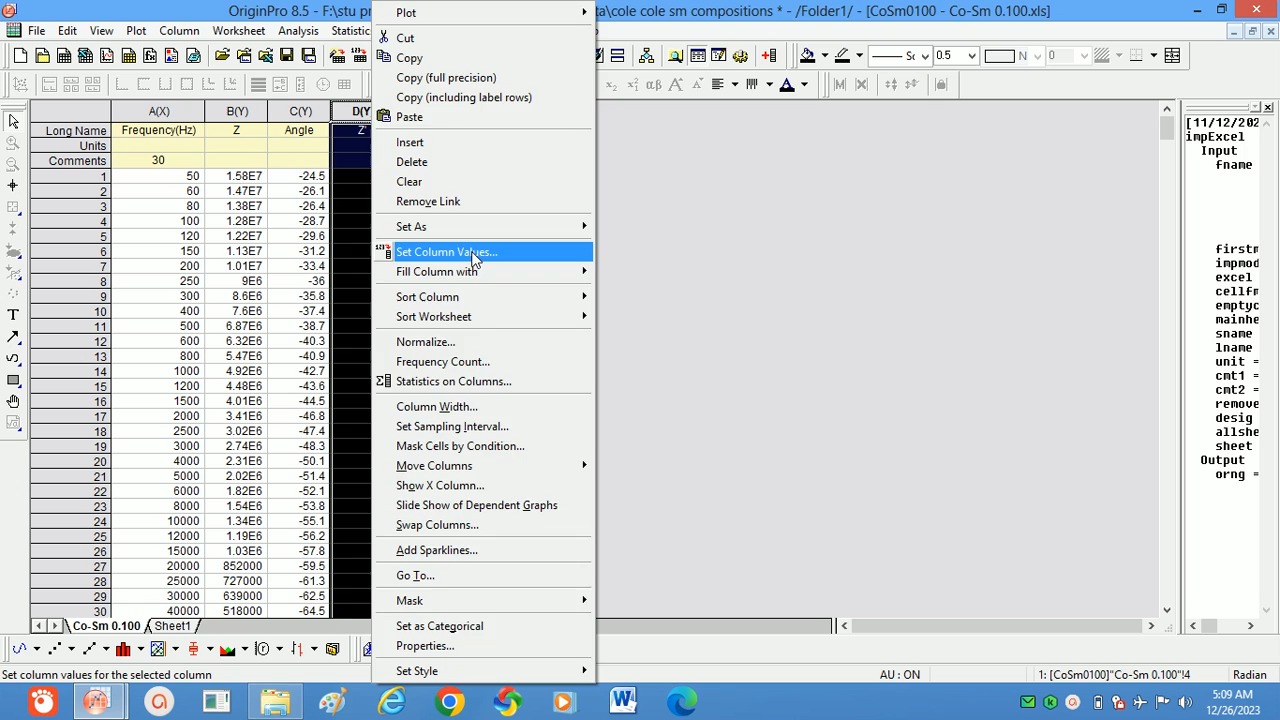 OriginPro 8.5 - F:\stu pr
ta\cole cole sm compositions * - /Folder1/ - [CoSm0100 - Co-Sm 0.100.xls]
File Edit View Plot Column Worksheet Analysis Statistic
Sc 0.5 N 0
A(X) B(Y) C(Y) D(Y
Long Name Frequency(Hz) Z Angle Z'
Units
Comments 30
1 50 1.58E7 -24.5
2 60 1.47E7 -26.1
3 80 1.38E7 -26.4
4 100 1.28E7 -28.7
5 120 1.22E7 -29.6
6 150 1.13E7 -31.2
7 200 1.01E7 -33.4
8 250 9E6 -36
9 300 8.6E6 -35.8
10 400 7.6E6 -37.4
11 500 6.87E6 -38.7
12 600 6.32E6 -40.3
13 800 5.47E6 -40.9
14 1000 4.92E6 -42.7
15 1200 4.48E6 -43.6
16 1500 4.01E6 -44.5
17 2000 3.41E6 -46.8
18 2500 3.02E6 -47.4
19 3000 2.74E6 -48.3
20 4000 2.31E6 -50.1
21 5000 2.02E6 -51.4
22 6000 1.82E6 -52.1
23 8000 1.54E6 -53.8
24 10000 1.34E6 -55.1
25 12000 1.19E6 -56.2
26 15000 1.03E6 -57.8
27 20000 852000 -59.5
28 25000 727000 -61.3
29 30000 639000 -62.5
30 40000 518000 -64.5
Co-Sm 0.100 Sheet1
Plot
Cut
Copy
Copy (full precision)
Copy (including label rows)
Paste
Insert
Delete
Clear
Remove Link
Set As
Set Column Values...
Fill Column with
Sort Column
Sort Worksheet
Normalize...
Frequency Count...
Statistics on Columns...
Column Width...
Set Sampling Interval...
Mask Cells by Condition...
Move Columns
Show X Column...
Slide Show of Dependent Graphs
Swap Columns...
Add Sparklines...
Go To...
Mask
Set as Categorical
Properties...
Set Style
[11/12/202
impExcel
Input
fname
firstm
impmod
excel
cellfm
emptyc
mainhe
sname
lname
unit =
cmt1 =
cmt2 =
remove
desig
allshe
sheet
Output
orng =
Set column values for the selected column
AU : ON 1: [CoSm0100]"Co-Sm 0.100"!4 Radian
5:09 AM
12/26/2023